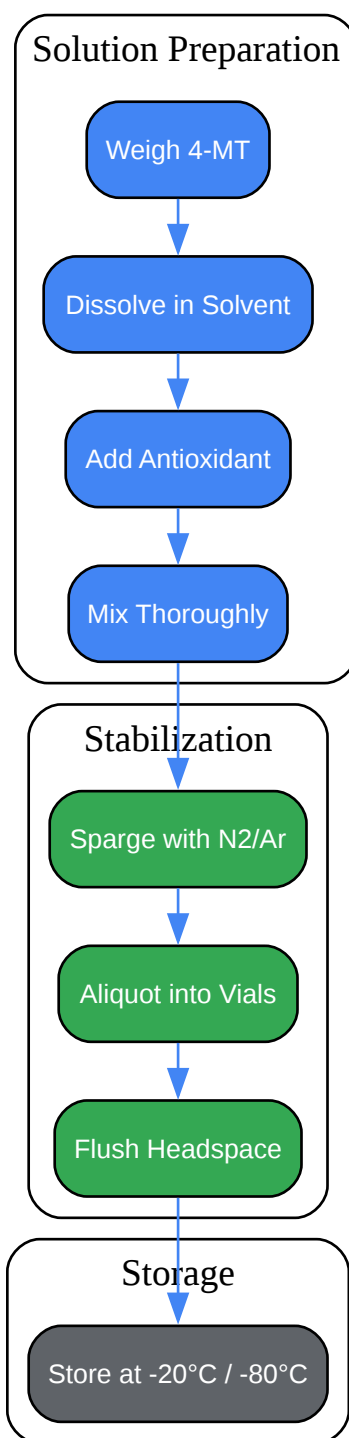 Solution Preparation
Weigh 4-MT
Dissolve in Solvent
Add Antioxidant
Mix Thoroughly
Stabilization
Sparge with N2/Ar
Aliquot into Vials
Flush Headspace
Storage
Store at -20°C / -80°C